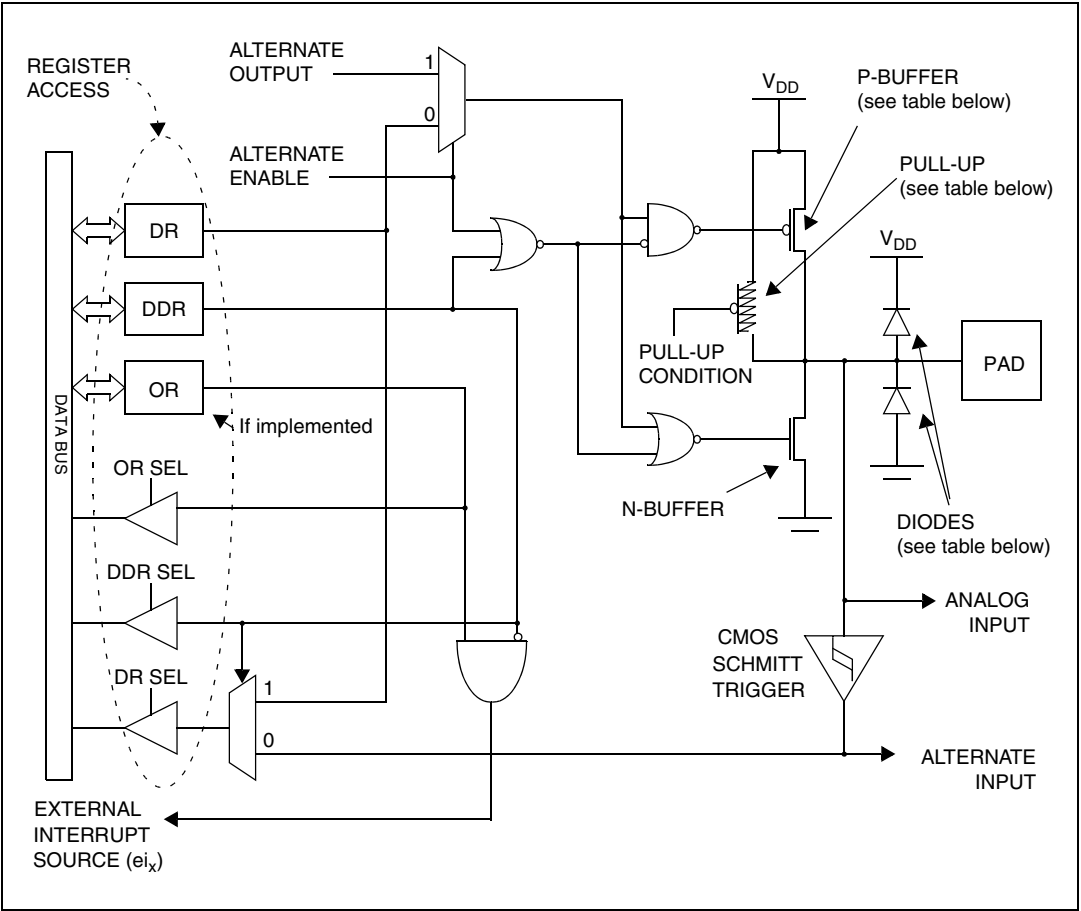 REGISTER
ACCESS
ALTERNATE
OUTPUT
1
0
ALTERNATE
ENABLE
VDD
P-BUFFER
(see table below)
PULL-UP
(see table below)
VDD
DR
DDR
OR
If implemented
DATA BUS
PULL-UP
CONDITION
PAD
OR SEL
N-BUFFER
DIODES
(see table below)
DDR SEL
ANALOG
INPUT
CMOS
SCHMITT
TRIGGER
DR SEL
1
0
ALTERNATE
INPUT
EXTERNAL
INTERRUPT
SOURCE (eix)